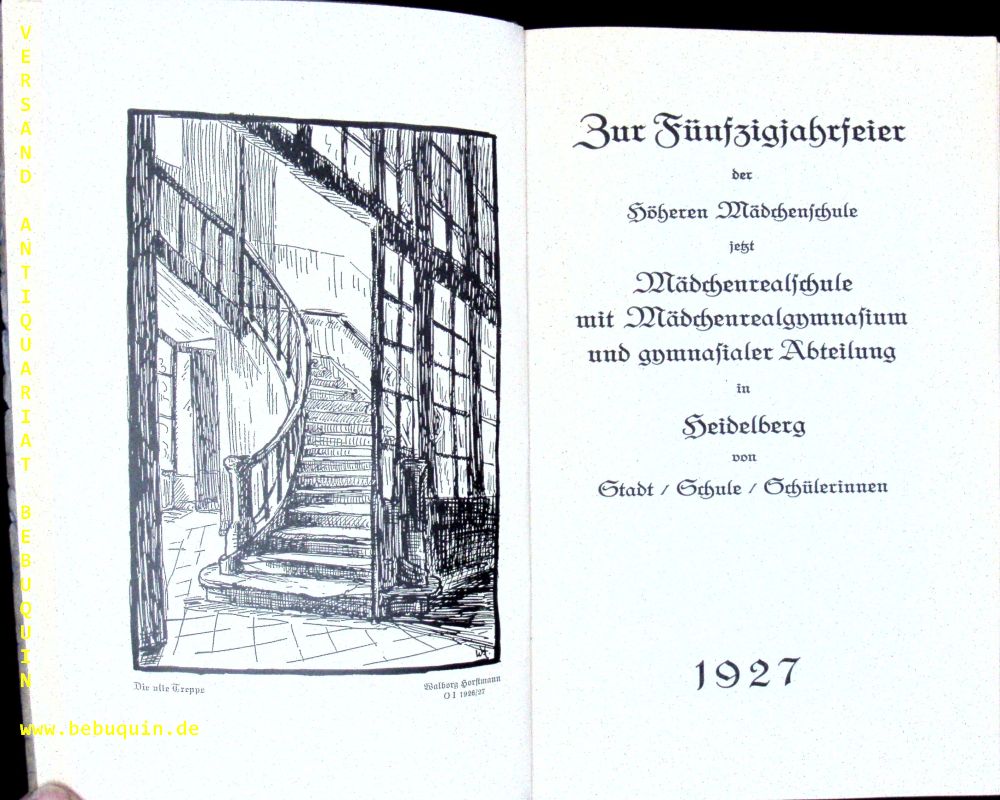 VERSAND ANTIQUARIAT BEBUQUIN
www.bebuquin.de
Die alte Treppe
Walborg Horstmann
O I 1926/27
Zur Fünfzigjahrfeier
der
Höheren Mädchenschule
jetzt
Mädchenrealschule
mit Mädchenrealgymnasium
und gymnasialer Abteilung
in
Heidelberg
von
Stadt / Schule / Schülerinnen
1927